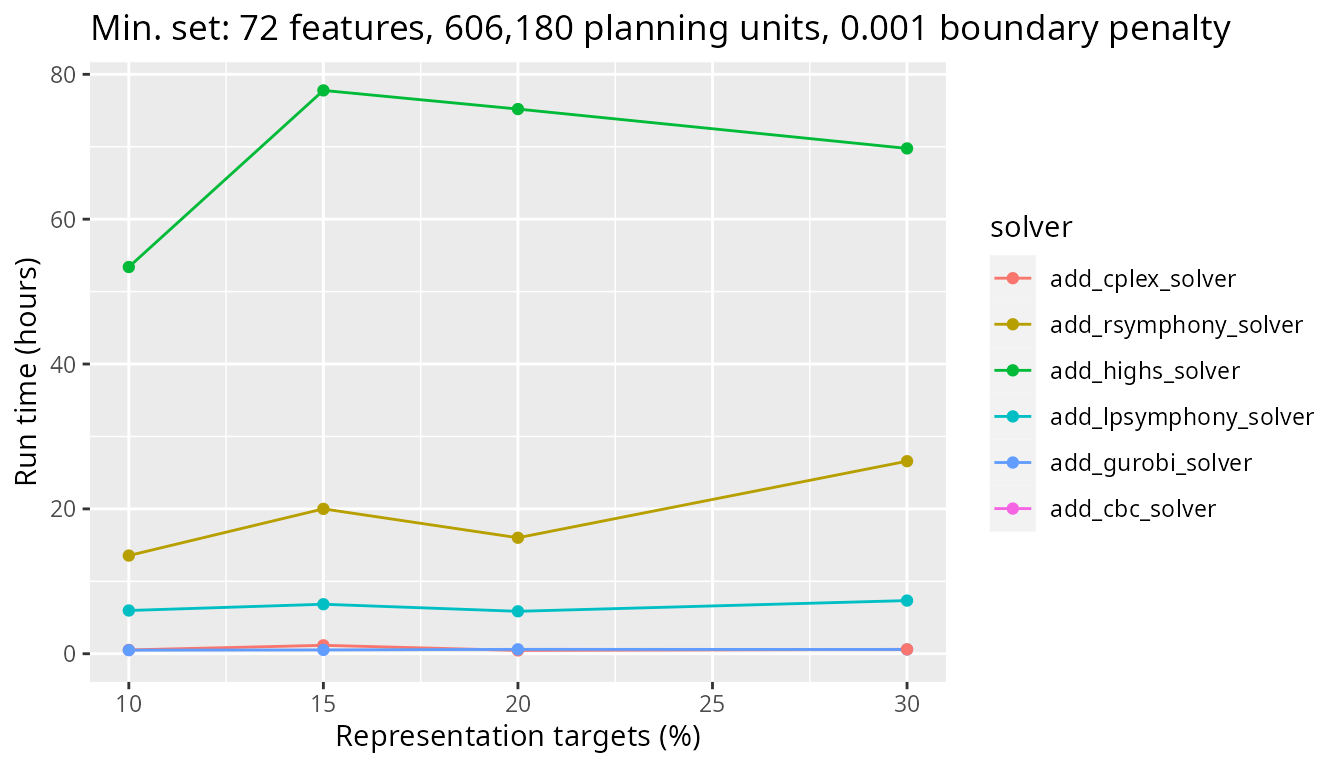 Min. set: 72 features, 606,180 planning units, 0.001 boundary penalty
80
60
40
20
0
Run time (hours)
10
15
20
25
30
Representation targets (%)
solver
add_cplex_solver
add_rsymphony_solver
add_highs_solver
add_lpsymphony_solver
add_gurobi_solver
add_cbc_solver